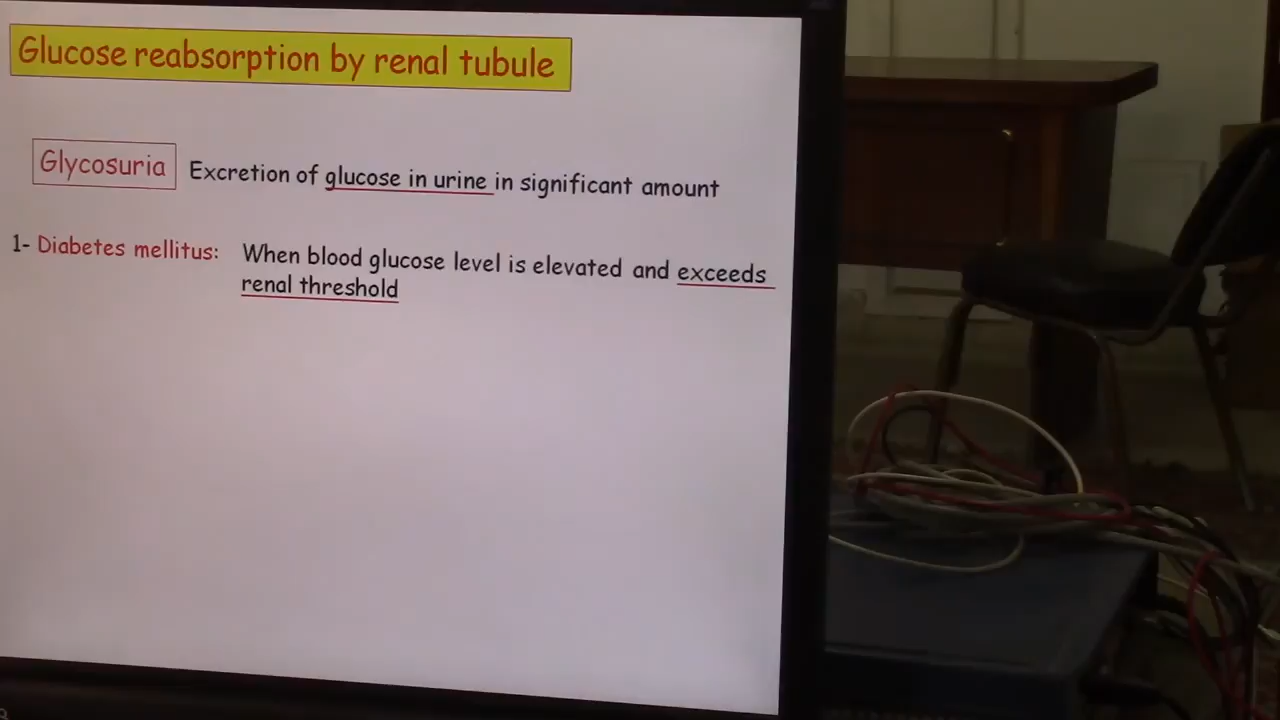 Glucose reabsorption by renal tubule
Glycosuria Excretion of glucose in urine in significant amount
1- Diabetes mellitus: When blood glucose level is elevated and exceeds
renal threshold